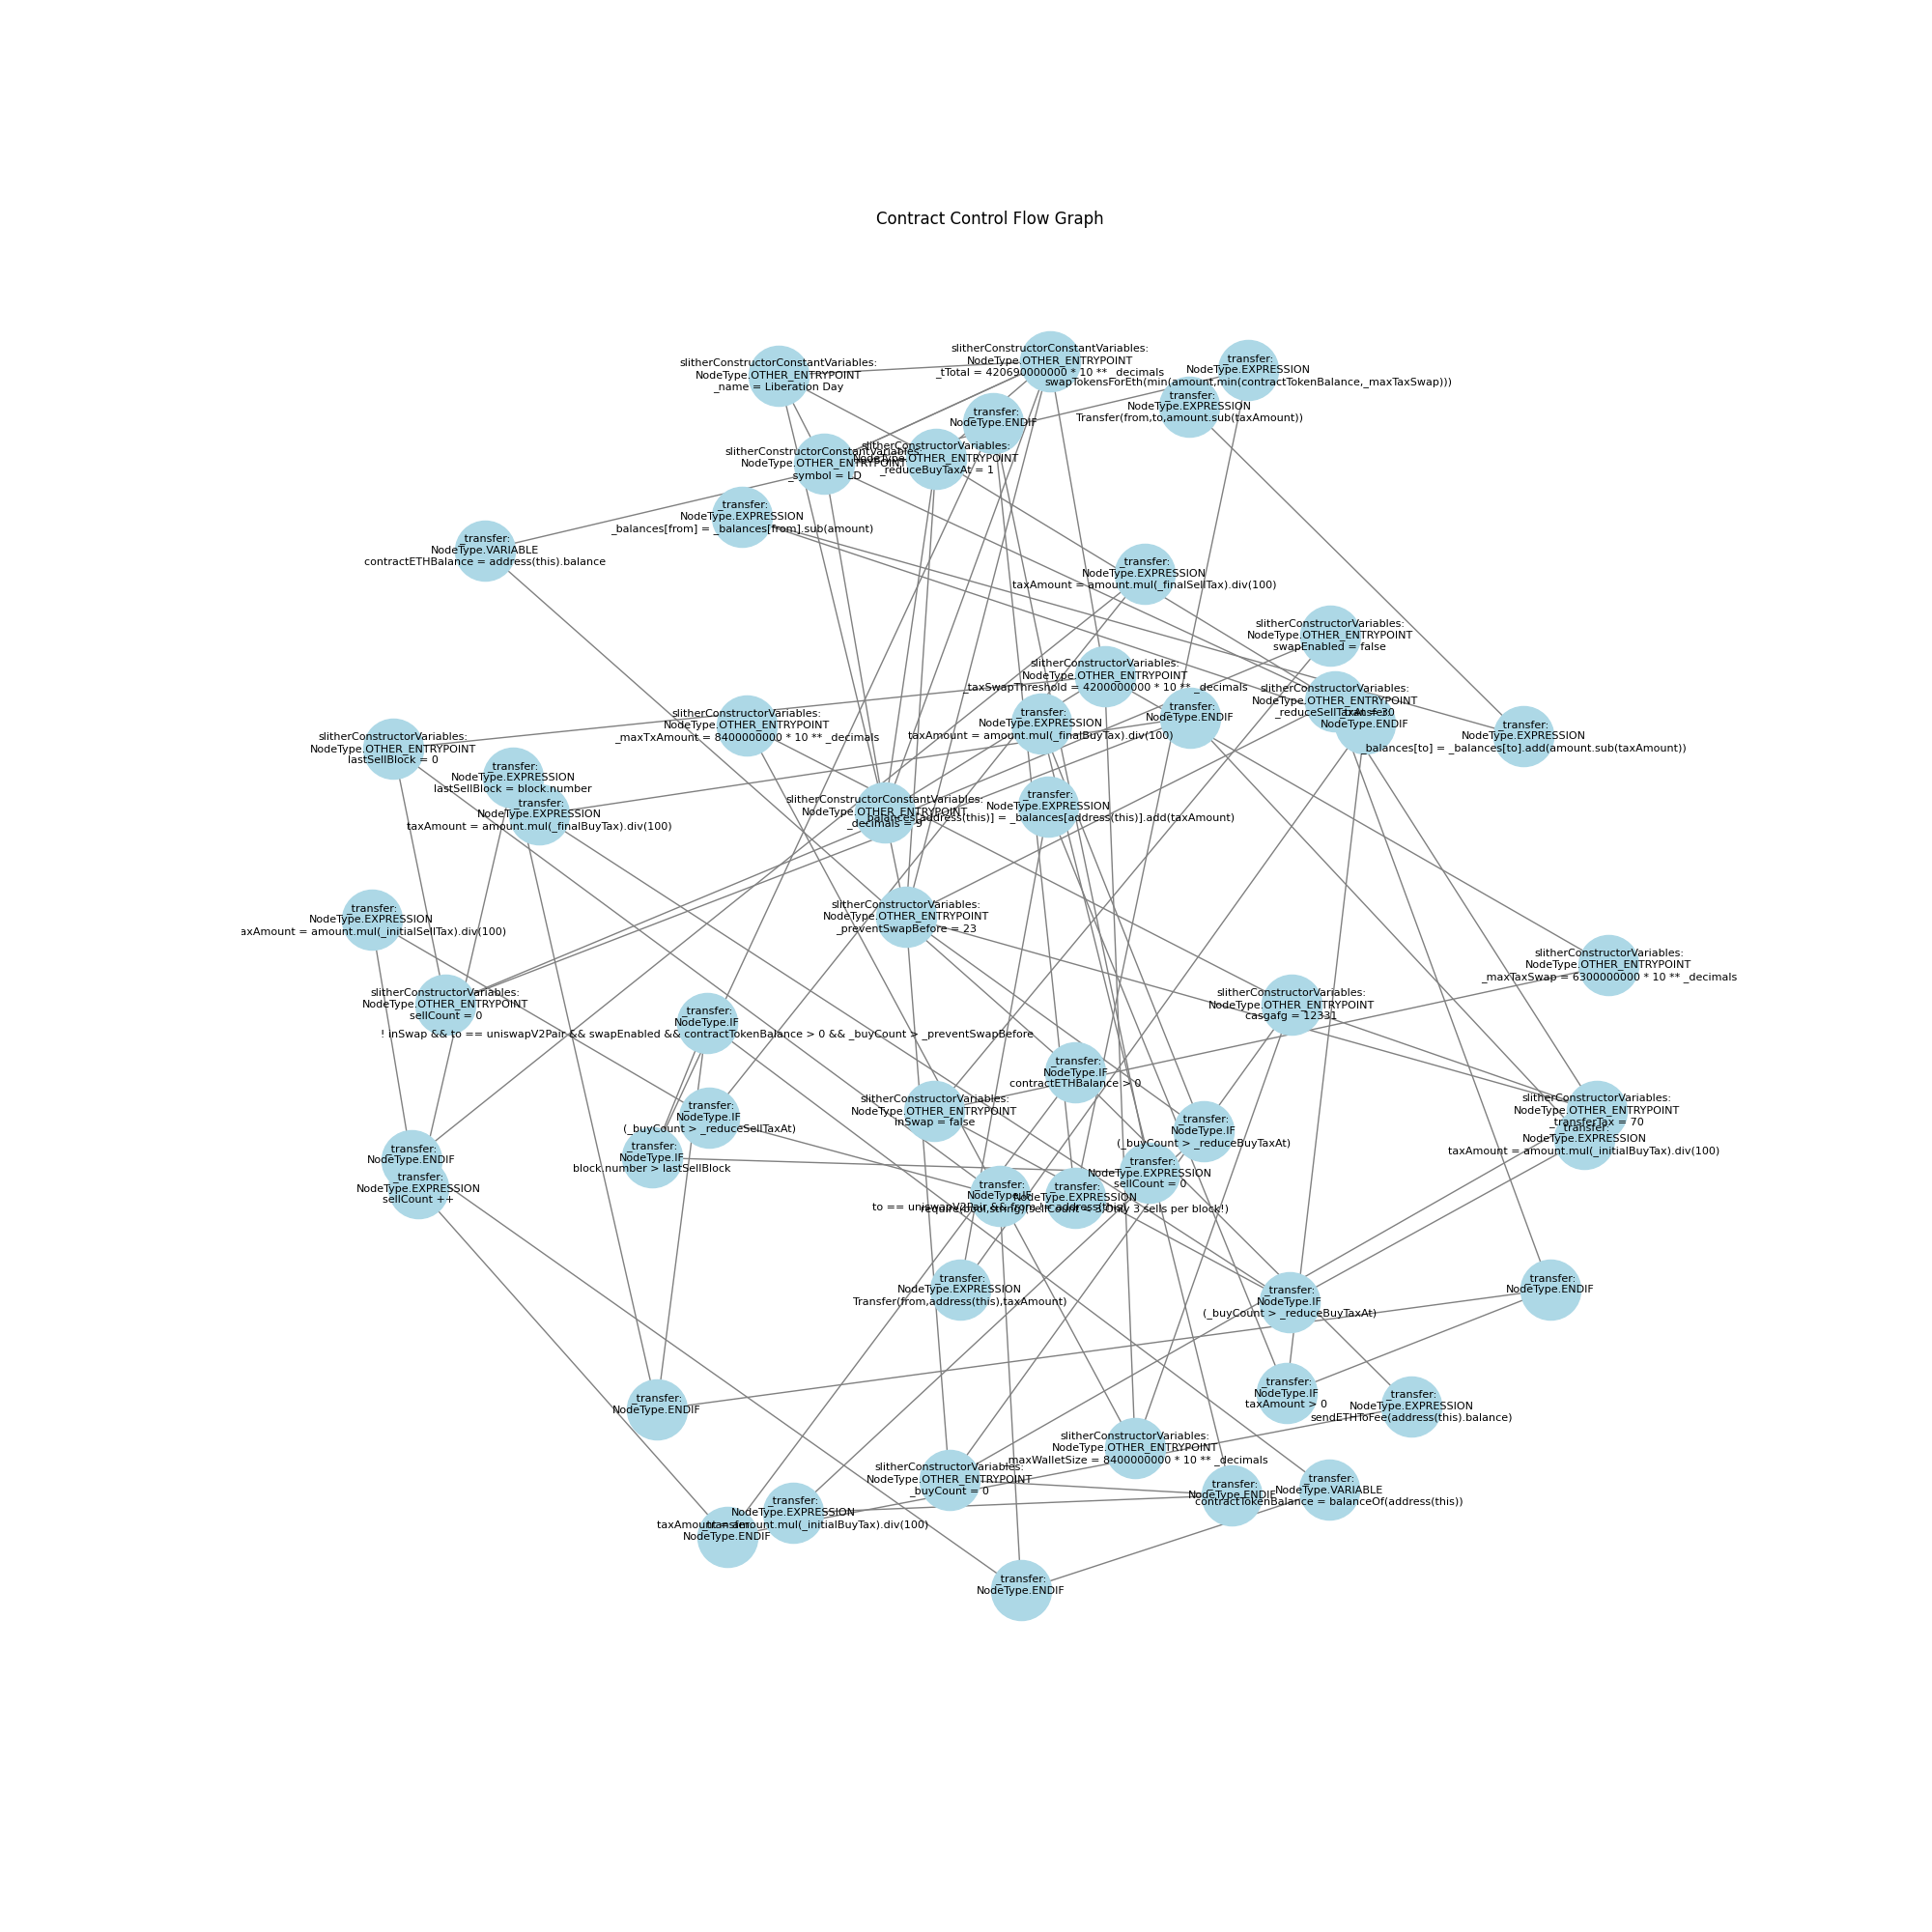 Contract Control Flow Graph
slitherConstructorConstantVariables:
NodeType.OTHER_ENTRYPOINT
_name = Liberation Day
slitherConstructorConstantVariables:
NodeType.OTHER_ENTRYPOINT
_tTotal = 420690000000 * 10 ** _decimals
_transfer:
NodeType.EXPRESSION
swapTokensForEth(min(amount,min(contractTokenBalance,_maxTaxSwap)))
_transfer:
NodeType.EXPRESSION
Transfer(from,to,amount.sub(taxAmount))
_transfer:
NodeType.ENDIF
slitherConstructorConstantVariables:
NodeType.OTHER_ENTRYPOINT
_symbol = LD
slitherConstructorVariables:
NodeType.OTHER_ENTRYPOINT
_reduceBuyTaxAt = 1
_transfer:
NodeType.EXPRESSION
_balances[from] = _balances[from].sub(amount)
_transfer:
NodeType.VARIABLE
contractETHBalance = address(this).balance
_transfer:
NodeType.EXPRESSION
taxAmount = amount.mul(_finalSellTax).div(100)
slitherConstructorVariables:
NodeType.OTHER_ENTRYPOINT
swapEnabled = false
slitherConstructorVariables:
NodeType.OTHER_ENTRYPOINT
_taxSwapThreshold = 4200000000 * 10 ** _decimals
slitherConstructorVariables:
NodeType.OTHER_ENTRYPOINT
_reduceSellTaxAt = 30
_transfer:
NodeType.ENDIF
slitherConstructorVariables:
NodeType.OTHER_ENTRYPOINT
_maxTxAmount = 8400000000 * 10 ** _decimals
_transfer:
NodeType.EXPRESSION
taxAmount = amount.mul(_finalBuyTax).div(100)
_transfer:
NodeType.ENDIF
_transfer:
NodeType.EXPRESSION
_balances[to] = _balances[to].add(amount.sub(taxAmount))
slitherConstructorVariables:
NodeType.OTHER_ENTRYPOINT
lastSellBlock = 0
_transfer:
NodeType.EXPRESSION
lastSellBlock = block.number
_transfer:
NodeType.EXPRESSION
taxAmount = amount.mul(_finalBuyTax).div(100)
slitherConstructorConstantVariables:
NodeType.OTHER_ENTRYPOINT
_decimals = 9
_transfer:
NodeType.EXPRESSION
_balances[address(this)] = _balances[address(this)].add(taxAmount)
_transfer:
NodeType.EXPRESSION
axAmount = amount.mul(_initialSellTax).div(100)
slitherConstructorVariables:
NodeType.OTHER_ENTRYPOINT
_preventSwapBefore = 23
slitherConstructorVariables:
NodeType.OTHER_ENTRYPOINT
_maxTaxSwap = 6300000000 * 10 ** _decimals
slitherConstructorVariables:
NodeType.OTHER_ENTRYPOINT
sellCount = 0
slitherConstructorVariables:
NodeType.OTHER_ENTRYPOINT
casgafg = 12331
_transfer:
NodeType.IF
! inSwap && to == uniswapV2Pair && swapEnabled && contractTokenBalance > 0 && _buyCount > _preventSwapBefore
_transfer:
NodeType.IF
contractETHBalance > 0
_transfer:
NodeType.IF
(_buyCount > _reduceSellTaxAt)
slitherConstructorVariables:
NodeType.OTHER_ENTRYPOINT
inSwap = false
_transfer:
NodeType.IF
(_buyCount > _reduceBuyTaxAt)
slitherConstructorVariables:
NodeType.OTHER_ENTRYPOINT
transferTax = 70
_transfer:
NodeType.EXPRESSION
taxAmount = amount.mul(_initialBuyTax).div(100)
_transfer:
NodeType.ENDIF
_transfer:
NodeType.IF
block.number > lastSellBlock
_transfer:
NodeType.EXPRESSION
sellCount = 0
_transfer:
NodeType.EXPRESSION
sellCount ++
_transfer:
NodeType.IF
to == uniswapV2Pair && from != address(this)
_transfer:
NodeType.EXPRESSION
require(bool,string)(sellCount < 3,Only 3 sells per block!)
_transfer:
NodeType.EXPRESSION
Transfer(from,address(this),taxAmount)
_transfer:
NodeType.IF
(_buyCount > _reduceBuyTaxAt)
_transfer:
NodeType.ENDIF
_transfer:
NodeType.ENDIF
_transfer:
NodeType.IF
taxAmount > 0
_transfer:
NodeType.EXPRESSION
sendETHToFee(address(this).balance)
slitherConstructorVariables:
NodeType.OTHER_ENTRYPOINT
_maxWalletSize = 8400000000 * 10 ** _decimals
slitherConstructorVariables:
NodeType.OTHER_ENTRYPOINT
_buyCount = 0
_transfer:
NodeType.ENDIF
_transfer:
NodeType.VARIABLE
contractTokenBalance = balanceOf(address(this))
_transfer:
NodeType.EXPRESSION
taxAmount = amount.mul(_initialBuyTax).div(100)
_transfer:
NodeType.ENDIF
_transfer:
NodeType.ENDIF